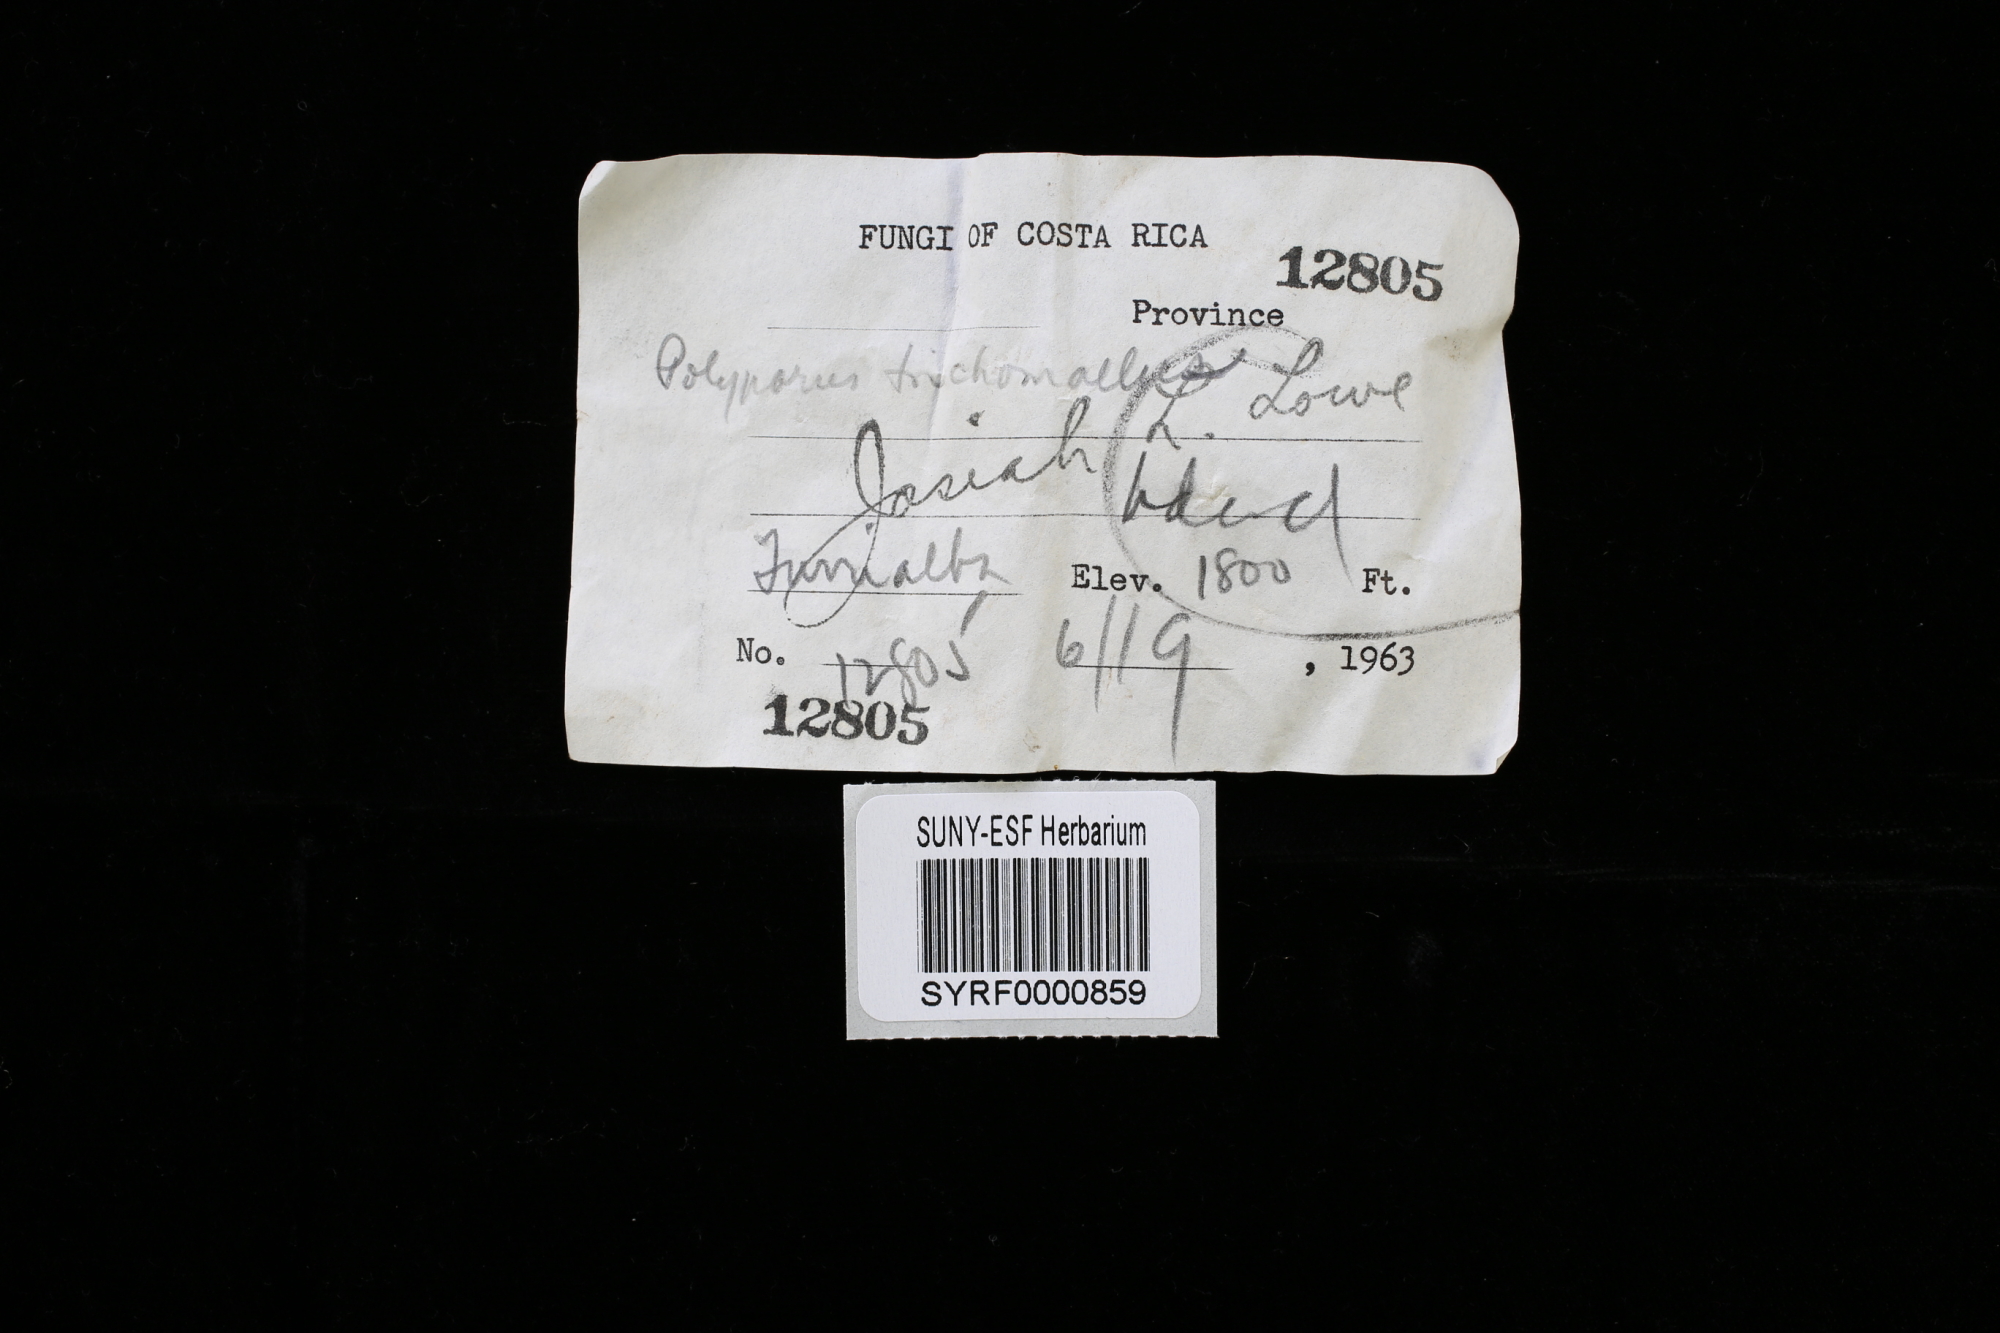 FUNGI OF COSTA RICA
12805
Province
Polyporus trichomallus
Josiah L. Lowe
Turrialba Elev. 1800 Ft.
No. 12805 6/19, 1963
12805
SUNY-ESF Herbarium
SYRF0000859